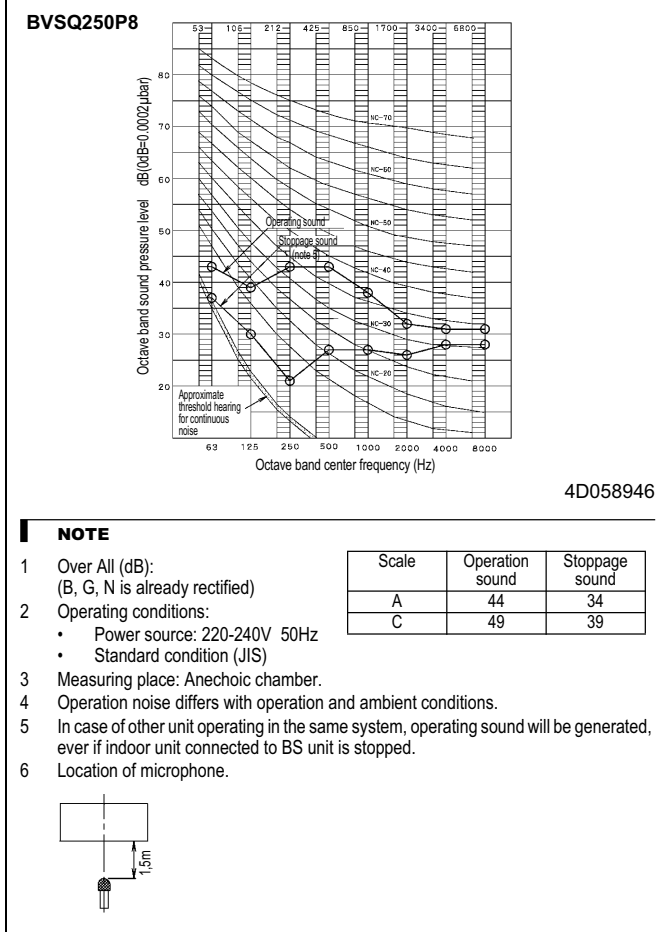 BVSQ250P8
53 106 212 425 850 1700 3400 6800
Octave band sound pressure level dB(0dB=0.0002µbar)
80
70
60
50
40
30
20
NC-70
NC-60
NC-50
NC-40
NC-30
NC-20
Operating sound
Stoppage sound
(note 5)
Approximate
threshold hearing
for continuous
noise
63 125 250 500 1000 2000 4000 8000
Octave band center frequency (Hz)
4D058946
NOTE
1 Over All (dB):
(B, G, N is already rectified)
2 Operating conditions:
• Power source: 220-240V 50Hz
• Standard condition (JIS)
Scale Operation sound Stoppage sound
A 44 34
C 49 39
3 Measuring place: Anechoic chamber.
4 Operation noise differs with operation and ambient conditions.
5 In case of other unit operating in the same system, operating sound will be generated,
ever if indoor unit connected to BS unit is stopped.
6 Location of microphone.
1,5m